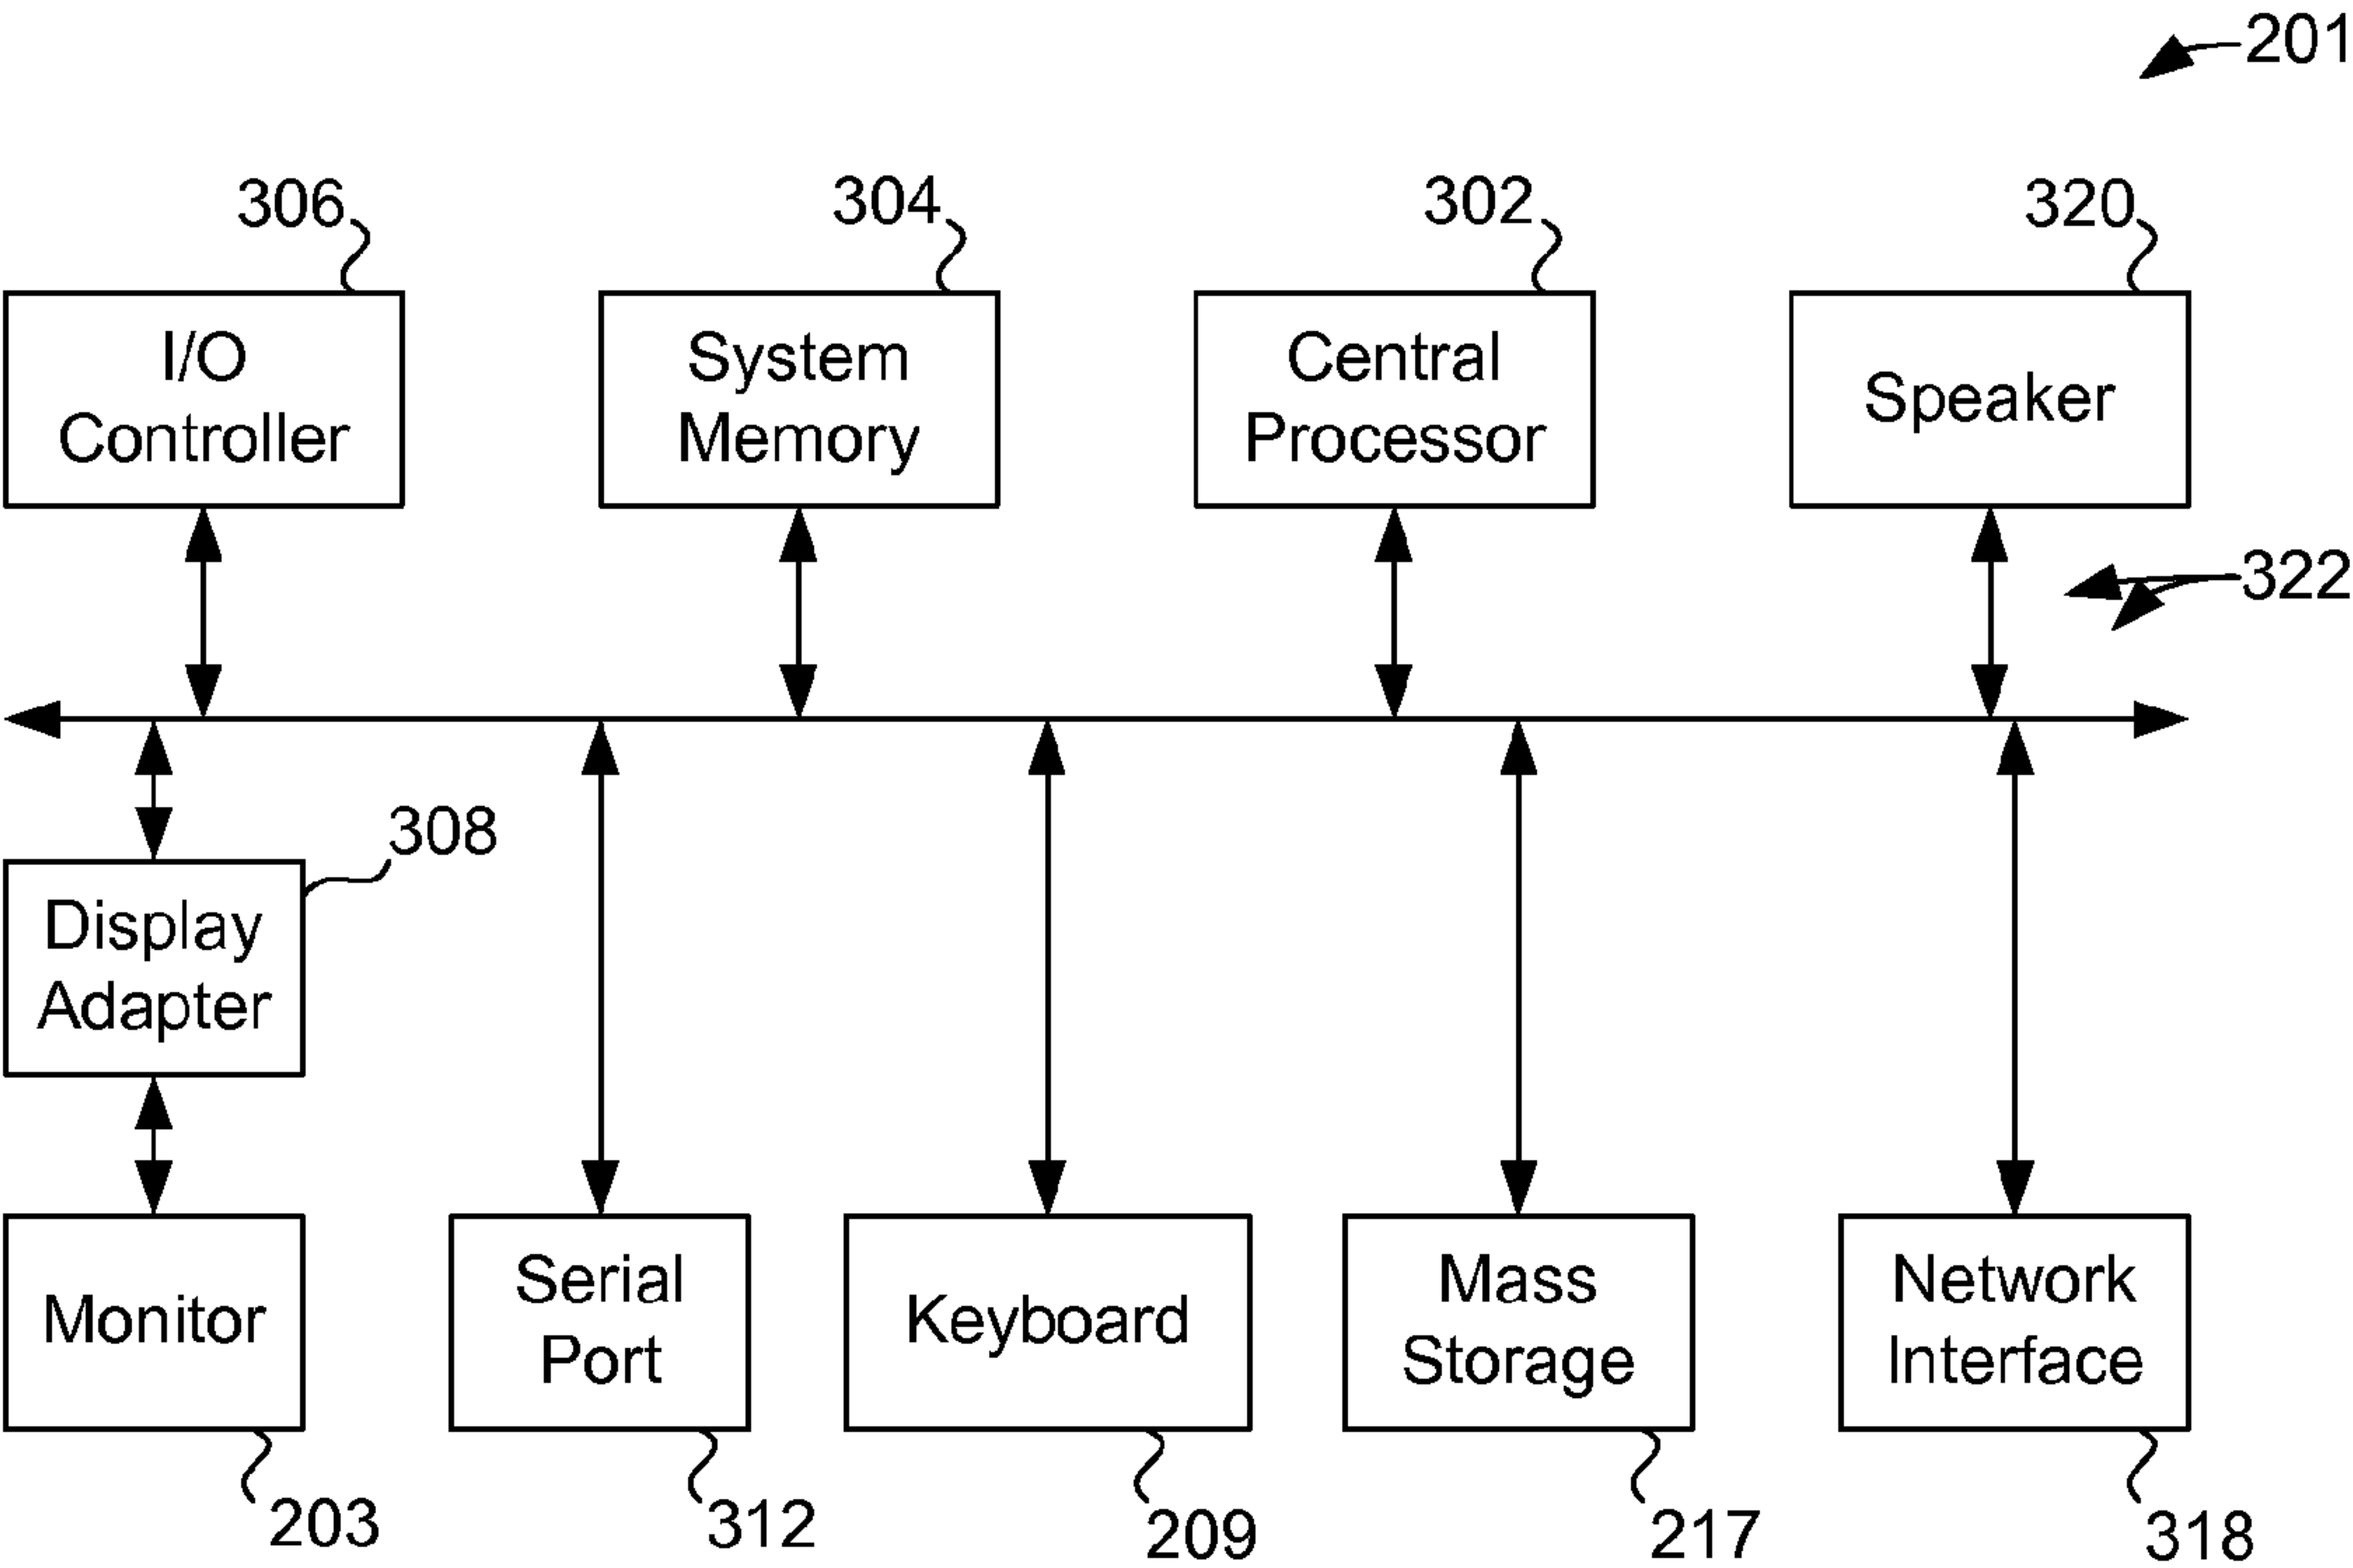 201
306
304
302
320
I/O
Controller
System
Memory
Central
Processor
Speaker
322
308
Display
Adapter
Monitor
Serial
Port
Keyboard
Mass
Storage
Network
Interface
203
312
209
217
318